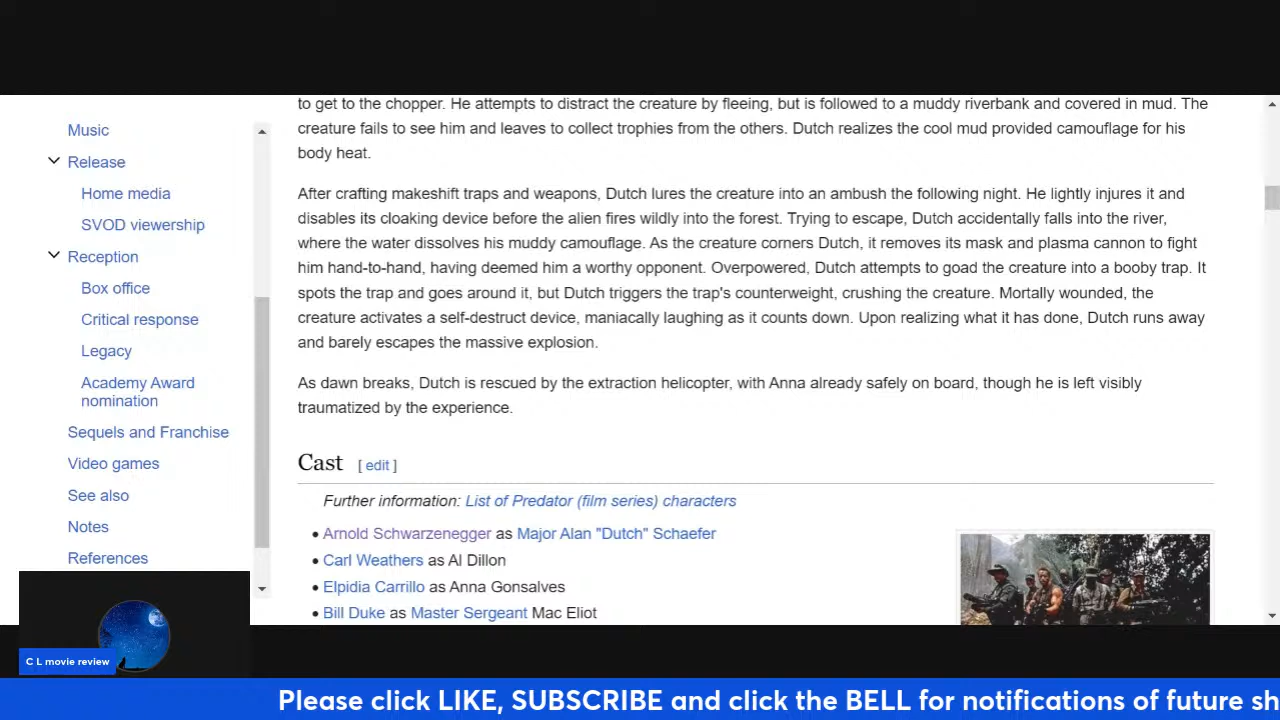 Music
Release
Home media
SVOD viewership
Reception
Box office
Critical response
Legacy
Academy Award
nomination
Sequels and Franchise
Video games
See also
Notes
References
to get to the chopper. He attempts to distract the creature by fleeing, but is followed to a muddy riverbank and covered in mud. The
creature fails to see him and leaves to collect trophies from the others. Dutch realizes the cool mud provided camouflage for his
body heat.
After crafting makeshift traps and weapons, Dutch lures the creature into an ambush the following night. He lightly injures it and
disables its cloaking device before the alien fires wildly into the forest. Trying to escape, Dutch accidentally falls into the river,
where the water dissolves his muddy camouflage. As the creature corners Dutch, it removes its mask and plasma cannon to fight
him hand-to-hand, having deemed him a worthy opponent. Overpowered, Dutch attempts to goad the creature into a booby trap. It
spots the trap and goes around it, but Dutch triggers the trap's counterweight, crushing the creature. Mortally wounded, the
creature activates a self-destruct device, maniacally laughing as it counts down. Upon realizing what it has done, Dutch runs away
and barely escapes the massive explosion.
As dawn breaks, Dutch is rescued by the extraction helicopter, with Anna already safely on board, though he is left visibly
traumatized by the experience.
Cast [ edit ]
Further information: List of Predator (film series) characters
• Arnold Schwarzenegger as Major Alan "Dutch" Schaefer
• Carl Weathers as Al Dillon
• Elpidia Carrillo as Anna Gonsalves
• Bill Duke as Master Sergeant Mac Eliot
C L movie review
Please click LIKE, SUBSCRIBE and click the BELL for notifications of future sh